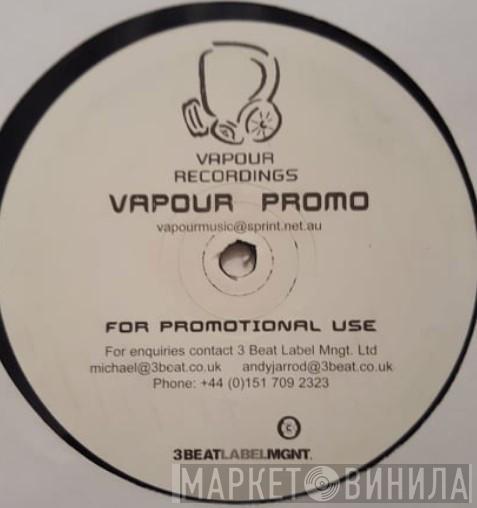 VAPOUR
RECORDINGS
VAPOUR PROMO
vapourmusic@sprint.net.au
FOR PROMOTIONAL USE
For enquiries contact 3 Beat Label Mngt. Ltd
michael@3beat.co.uk andyjarrod@3beat.co.uk
Phone: +44 (0)151 709 2323
3BEATLABELMGNT.
МАРКЕТ ВИНИЛА